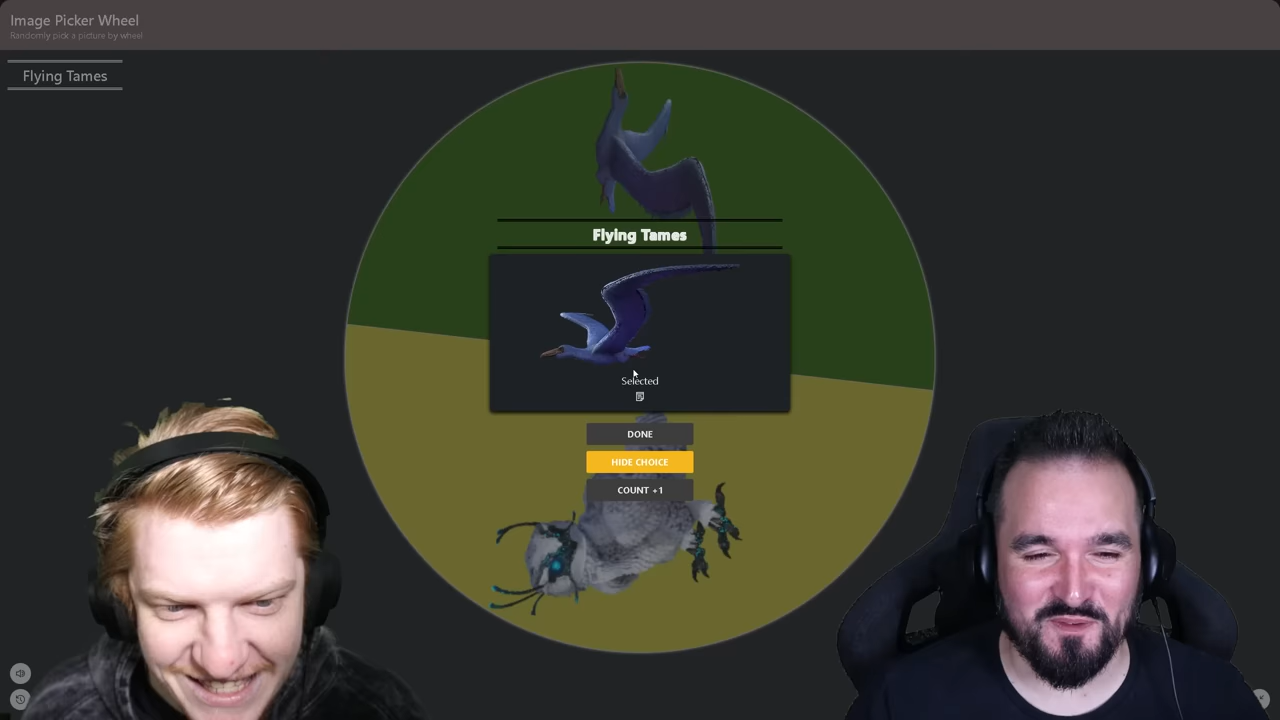 Image Picker Wheel
Randomly pick a picture by wheel
Flying Tames
Flying Tames
Selected
DONE
HIDE CHOICE
COUNT +1